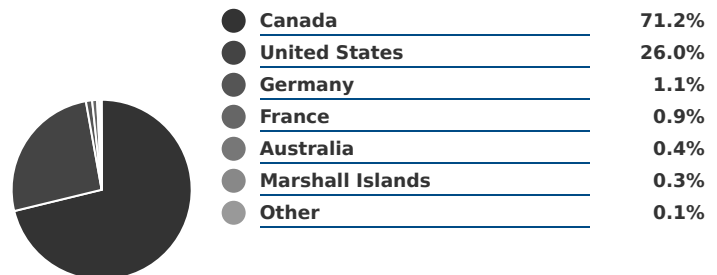 Canada 71.2%
United States 26.0%
Germany 1.1%
France 0.9%
Australia 0.4%
Marshall Islands 0.3%
Other 0.1%